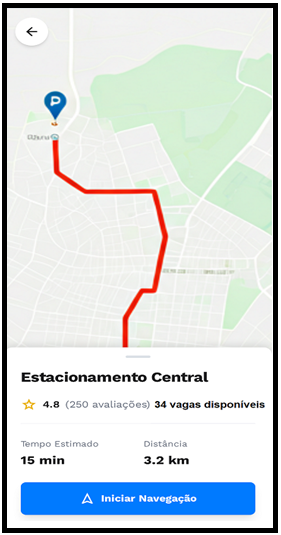 P
Estacionamento Central
4.8 (250 avaliações) 34 vagas disponíveis
Tempo Estimado Distância
15 min 3.2 km
Iniciar Navegação